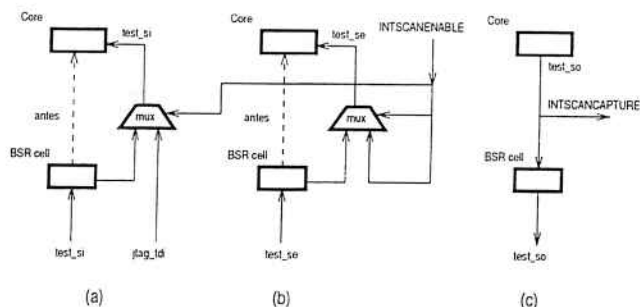 Core
test_si
antes
mux
BSR cell
test_si
jtag_tdi
(a)
Core
test_se
INTSCANENABLE
antes
mux
BSR cell
test_se
(b)
Core
test_so
INTSCANCAPTURE
BSR cell
test_so
(c)